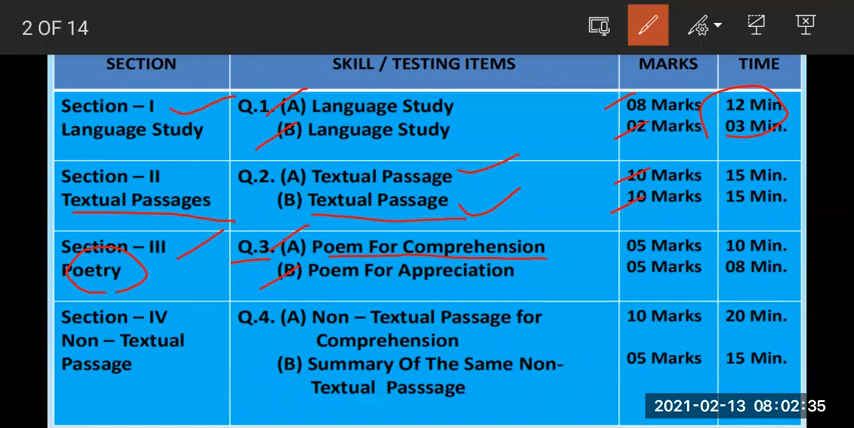 2 OF 14
SECTION SKILL / TESTING ITEMS MARKS TIME
Section – I Q.1. (A) Language Study 08 Marks 12 Min.
Language Study (B) Language Study 02 Marks 03 Min.
Section – II Q.2. (A) Textual Passage 10 Marks 15 Min.
Textual Passages (B) Textual Passage 10 Marks 15 Min.
Section – III Q.3. (A) Poem For Comprehension 05 Marks 10 Min.
Poetry (B) Poem For Appreciation 05 Marks 08 Min.
Section – IV Q.4. (A) Non – Textual Passage for 10 Marks 20 Min.
Non – Textual Comprehension
Passage (B) Summary Of The Same Non- 05 Marks 15 Min.
Textual Passsage
2021-02-13 08:02:35